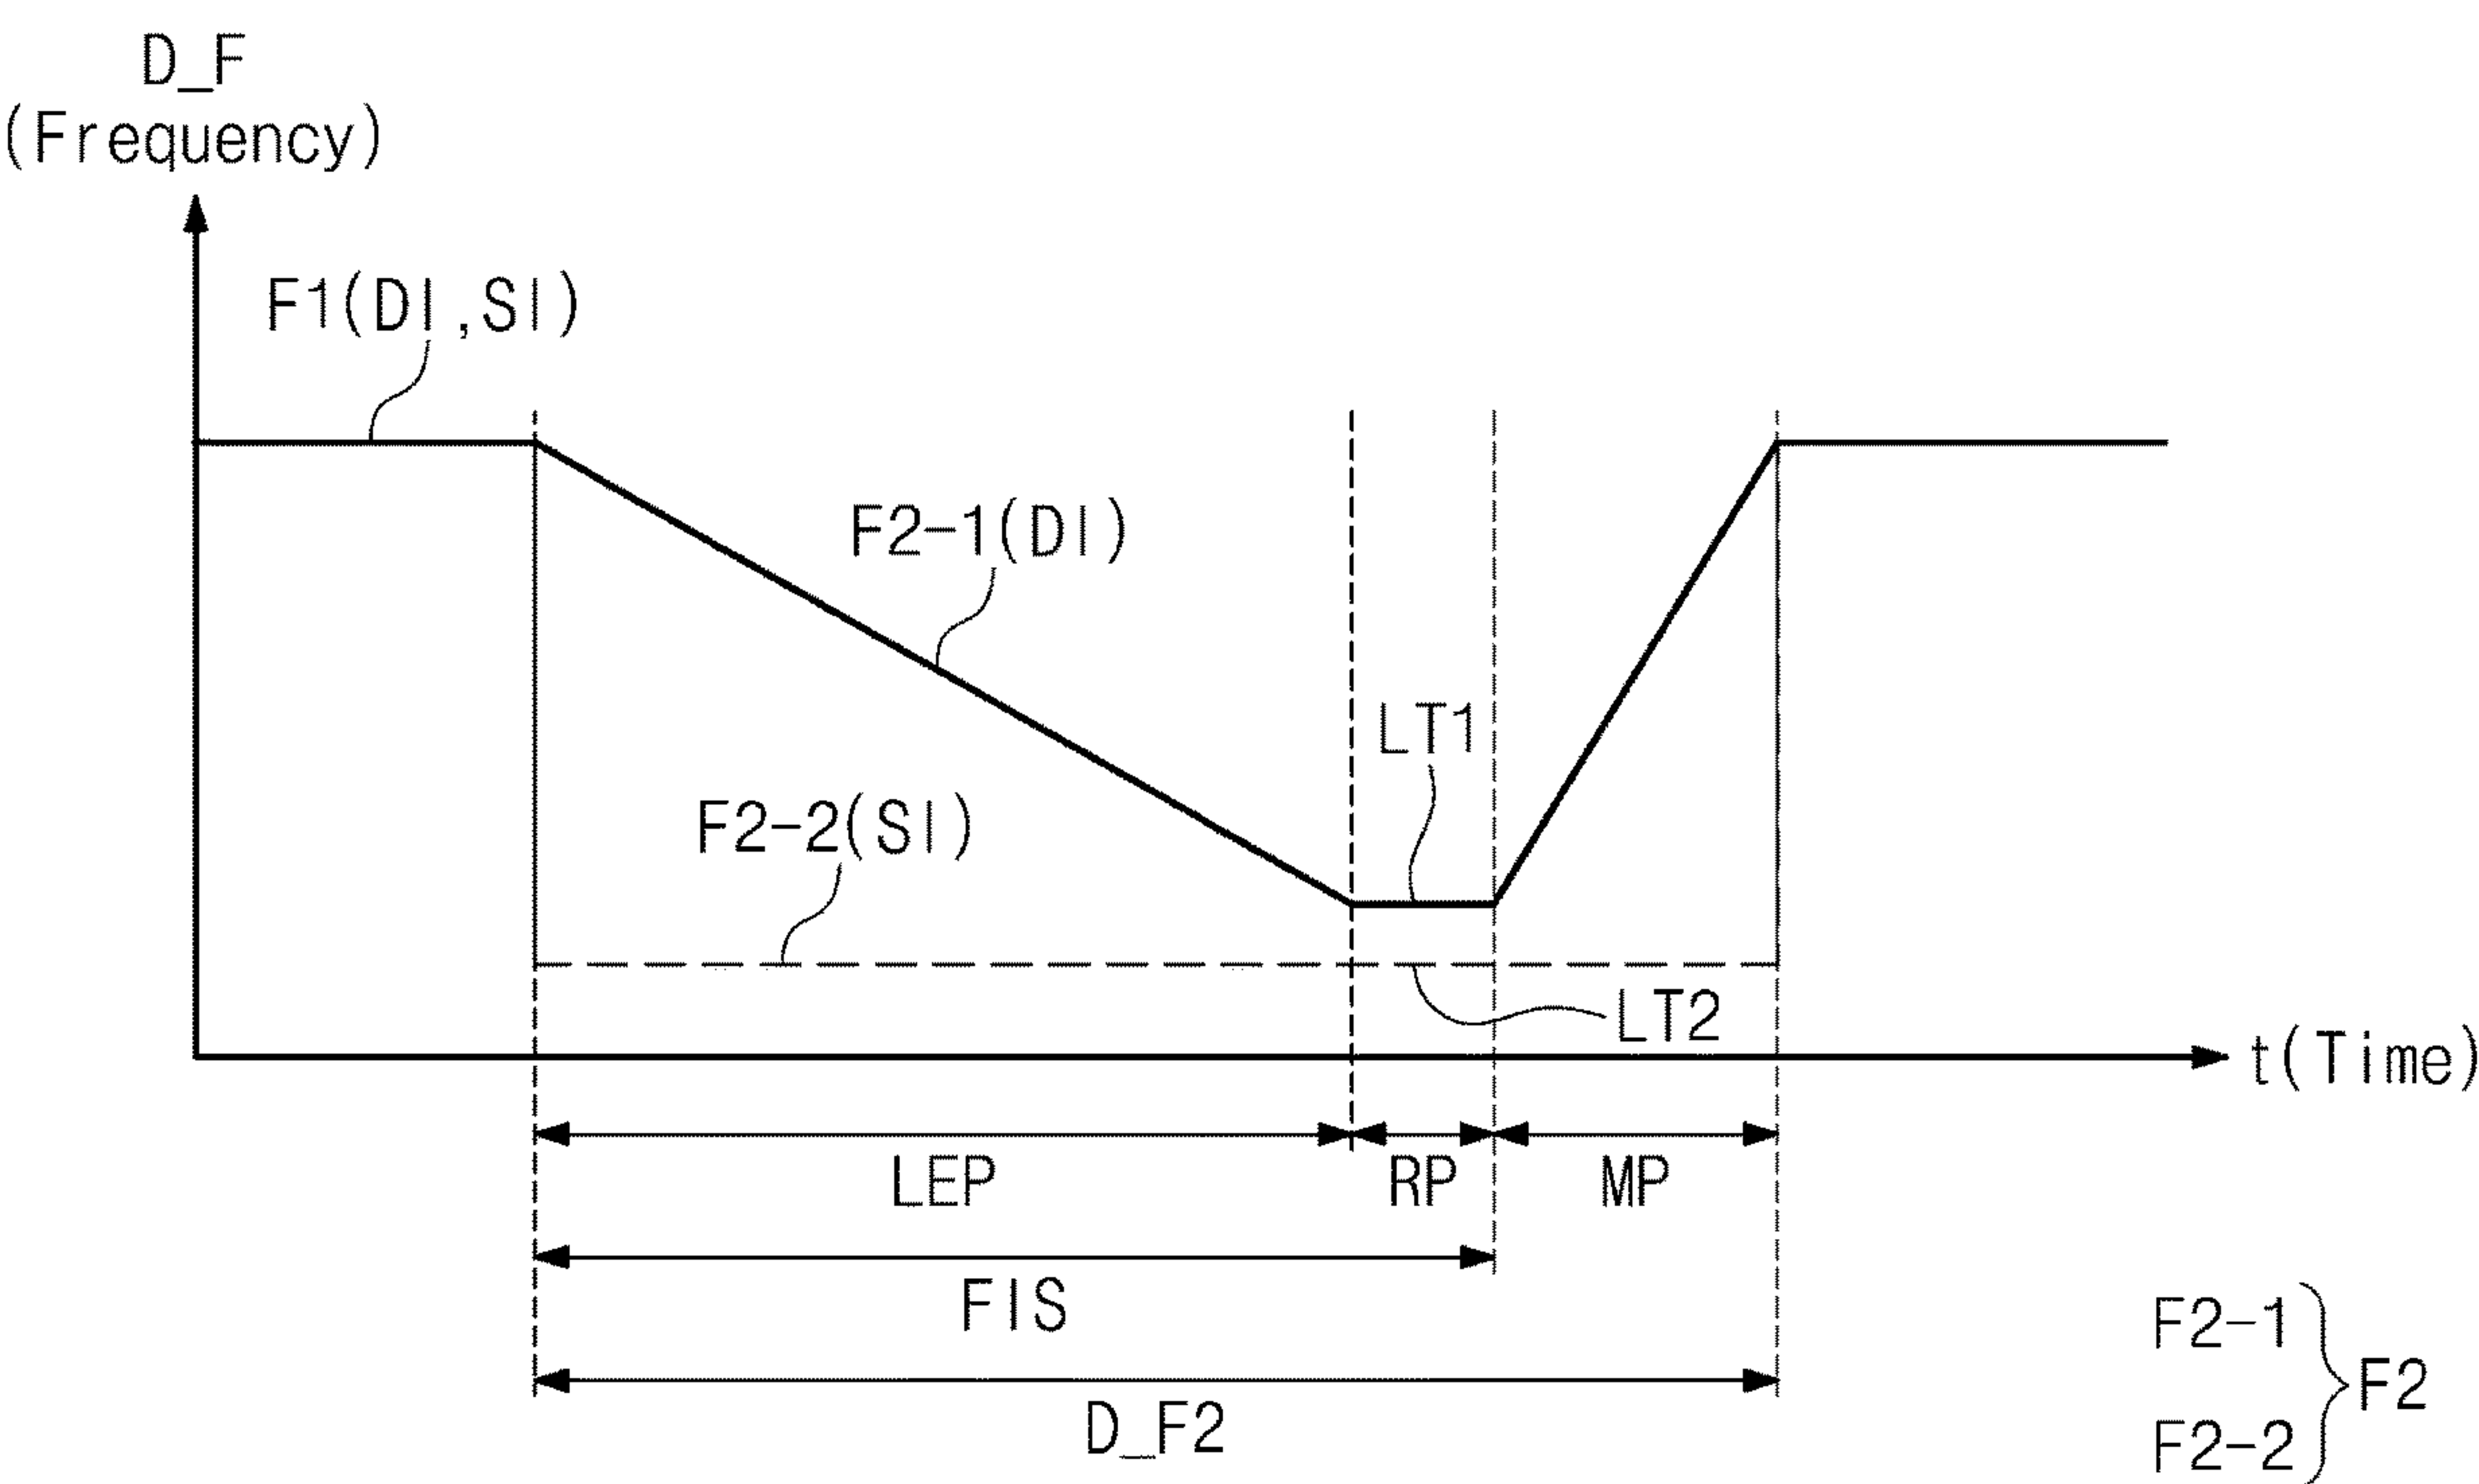 D_F
(Frequency)
F1(DI,SI)
F2-1(DI)
LT1
F2-2(SI)
LT2
t(Time)
LEP
RP
MP
FIS
D_F2
F2-1
F2
F2-2